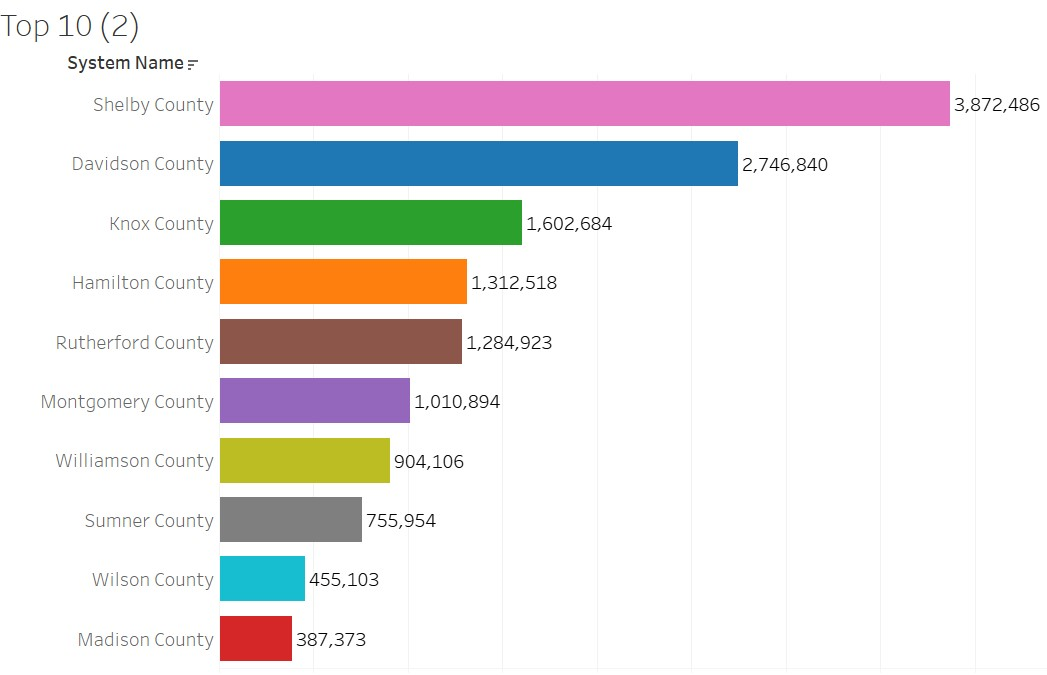 Top 10 (2)
System Name
Shelby County 3,872,486
Davidson County 2,746,840
Knox County 1,602,684
Hamilton County 1,312,518
Rutherford County 1,284,923
Montgomery County 1,010,894
Williamson County 904,106
Sumner County 755,954
Wilson County 455,103
Madison County 387,373